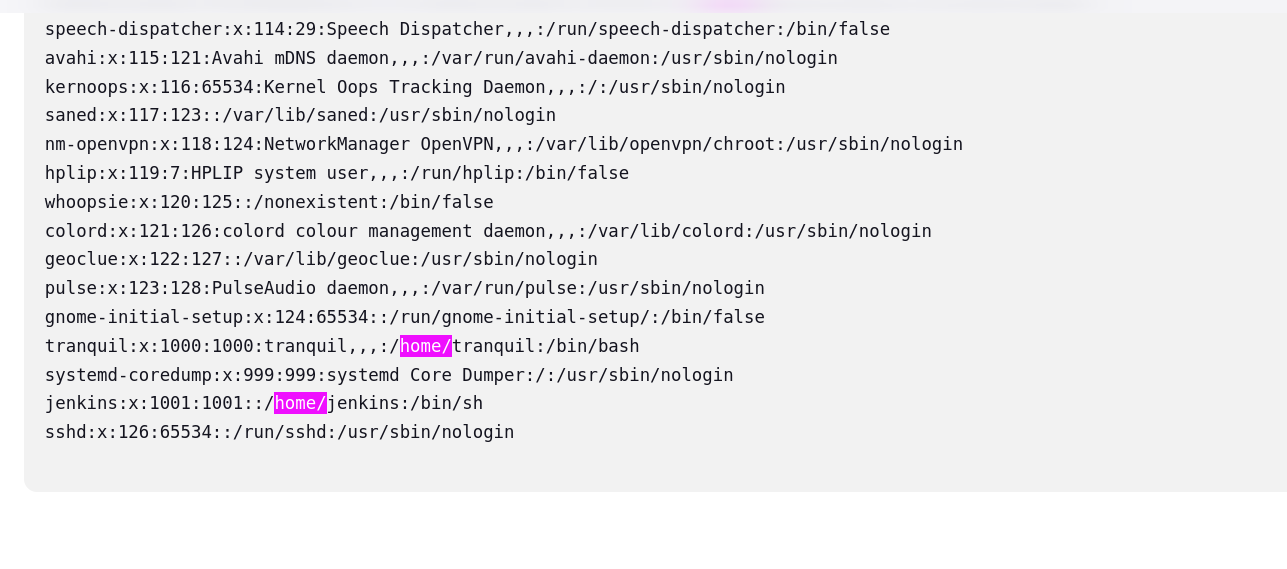 speech-dispatcher:x:114:29:Speech Dispatcher,,,:/run/speech-dispatcher:/bin/false
avahi:x:115:121:Avahi mDNS daemon,,,:/var/run/avahi-daemon:/usr/sbin/nologin
kernoops:x:116:65534:Kernel Oops Tracking Daemon,,,:/:/usr/sbin/nologin
saned:x:117:123::/var/lib/saned:/usr/sbin/nologin
nm-openvpn:x:118:124:NetworkManager OpenVPN,,,:/var/lib/openvpn/chroot:/usr/sbin/nologin
hplip:x:119:7:HPLIP system user,,,:/run/hplip:/bin/false
whoopsie:x:120:125::/nonexistent:/bin/false
colord:x:121:126:colord colour management daemon,,,:/var/lib/colord:/usr/sbin/nologin
geoclue:x:122:127::/var/lib/geoclue:/usr/sbin/nologin
pulse:x:123:128:PulseAudio daemon,,,:/var/run/pulse:/usr/sbin/nologin
gnome-initial-setup:x:124:65534::/run/gnome-initial-setup/:/bin/false
tranquil:x:1000:1000:tranquil,,,:/home/tranquil:/bin/bash
systemd-coredump:x:999:999:systemd Core Dumper:/:/usr/sbin/nologin
jenkins:x:1001:1001::/home/jenkins:/bin/sh
sshd:x:126:65534::/run/sshd:/usr/sbin/nologin